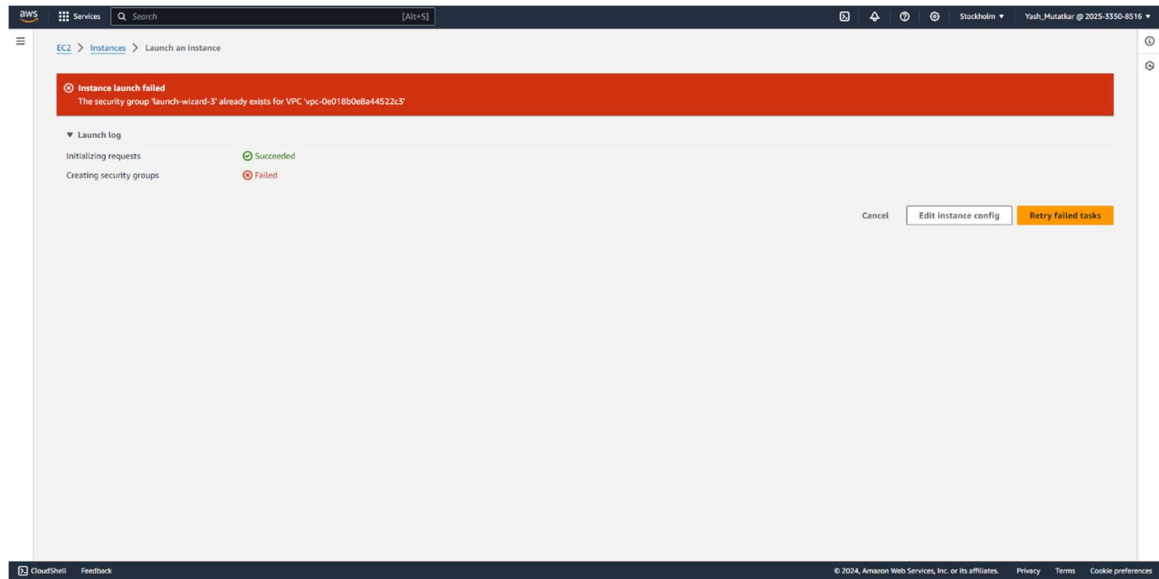 aws
Services
Search
[Alt+S]
Stockholm
Yash_Mutatkar @ 2025-3350-8516
EC2 > Instances > Launch an instance
Instance launch failed
The security group 'launch-wizard-3' already exists for VPC 'vpc-0e018b0e8a44522c3'
Launch log
Initializing requests
Succeeded
Creating security groups
Failed
Cancel
Edit instance config
Retry failed tasks
CloudShell
Feedback
© 2024, Amazon Web Services, Inc. or its affiliates.
Privacy
Terms
Cookie preferences